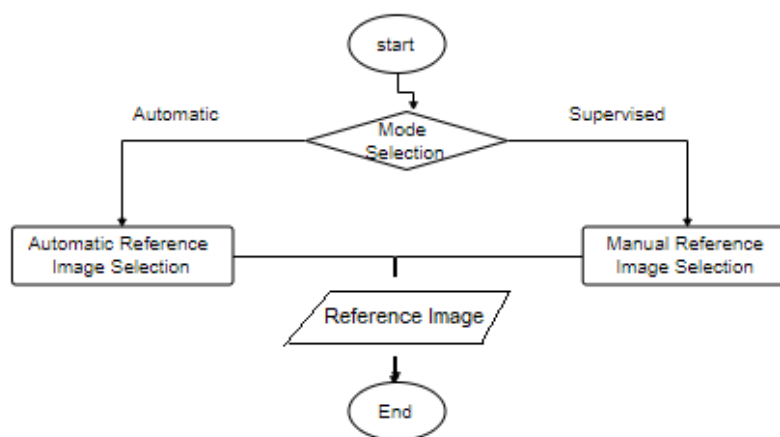 start
Automatic
Supervised
Mode
Selection
Automatic Reference
Image Selection
Manual Reference
Image Selection
Reference Image
End